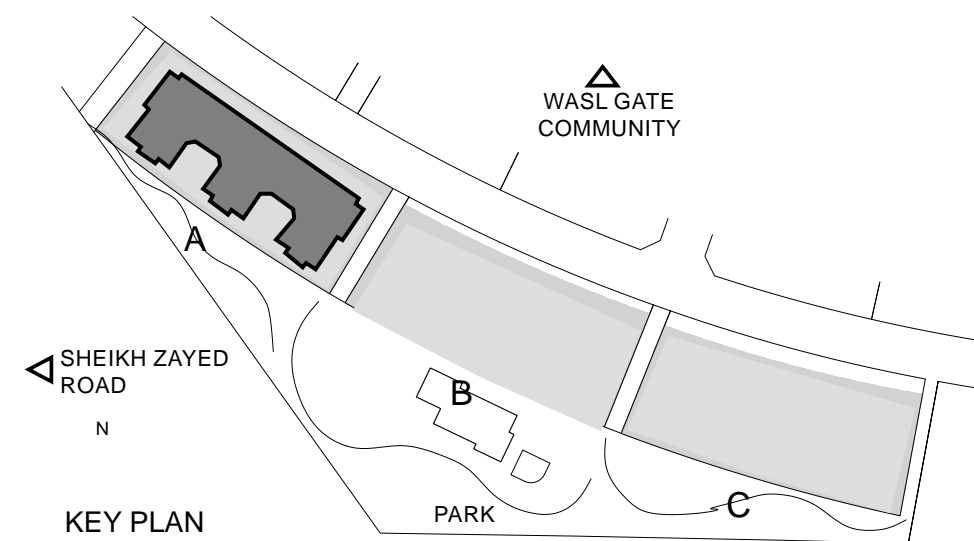 WASL GATE
COMMUNITY
A
SHEIKH ZAYED
ROAD
B
N
C
PARK
KEY PLAN